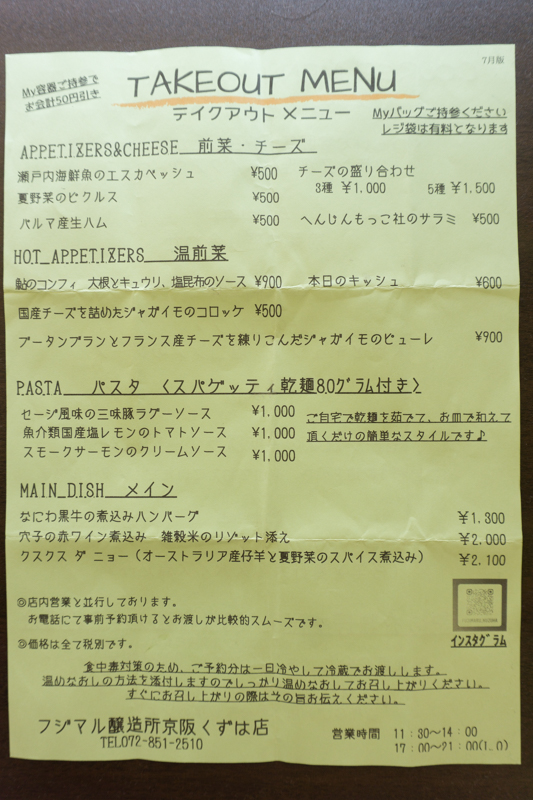 7月版
My容器ご持参で
お会計50円引き
TAKEOUT MENU
テイクアウトメニュー
Myバッグご持参ください
レジ袋は有料となります
APPETIZERS&CHEESE 前菜・チーズ
瀬戸内海鮮魚のエスカベッシュ ¥500
夏野菜のピクルス ¥500
パルマ産生ハム ¥500
チーズの盛り合わせ
3種 ¥1,000 5種 ¥1,500
へんじんもっこ社のサラミ ¥500
HOT APPETIZERS 温前菜
鮎のコンフィ 大根とキュウリ、塩昆布のソース ¥900 本日のキッシュ ¥600
国産チーズを詰めたジャガイモのコロッケ ¥500
ブータンブランとフランス産チーズを練りこんだジャガイモのピューレ ¥900
PASTA パスタ 〈スパゲッティ乾麺80グラム付き〉
セージ風味の三味豚ラグーソース ¥1,000
魚介類国産塩レモンのトマトソース ¥1,000
スモークサーモンのクリームソース ¥1,000
ご自宅で乾麺を茹でて、お皿で和えて
頂くだけの簡単なスタイルです♪
MAIN DISH メイン
なにわ黒牛の煮込みハンバーグ ¥1,300
穴子の赤ワイン煮込み 雑穀米のリゾット添え ¥2,000
クスクス ダ ニョー（オーストラリア産仔羊と夏野菜のスパイス煮込み） ¥2,100
◎店内営業と並行しております。
お電話にて事前予約頂けるとお渡しが比較的スムーズです。
◎価格は全て税別です。
インスタグラム
食中毒対策のため、ご予約分は一旦冷やして冷蔵でお渡しします。
温めなおしの方法を添付しますのでしっかり温めなおしてお召し上がりください。
すぐにお召し上がりの際はその旨お伝えください。
フジマル醸造所京阪くずは店
TEL072-851-2510
営業時間 11：30～14：00
17：00～21：00(L.O)